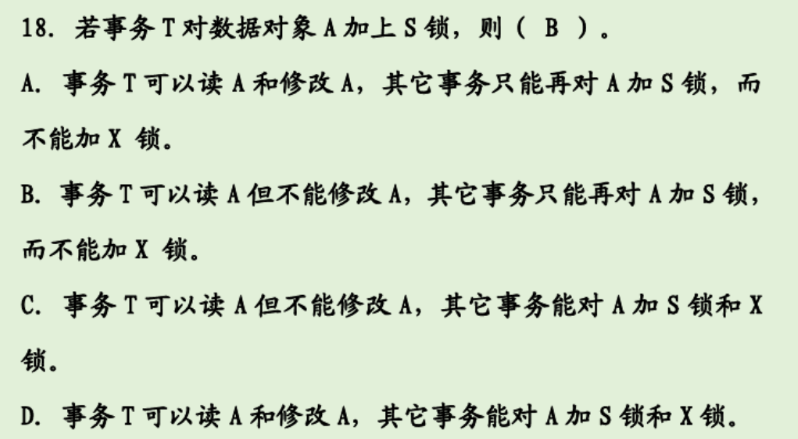 18. 若事务 T 对数据对象 A 加上 S 锁，则（ B ）。
A. 事务 T 可以读 A 和修改 A，其它事务只能再对 A 加 S 锁，而
不能加 X 锁。
B. 事务 T 可以读 A 但不能修改 A，其它事务只能再对 A 加 S 锁，
而不能加 X 锁。
C. 事务 T 可以读 A 但不能修改 A，其它事务能对 A 加 S 锁和 X
锁。
D. 事务 T 可以读 A 和修改 A，其它事务能对 A 加 S 锁和 X 锁。